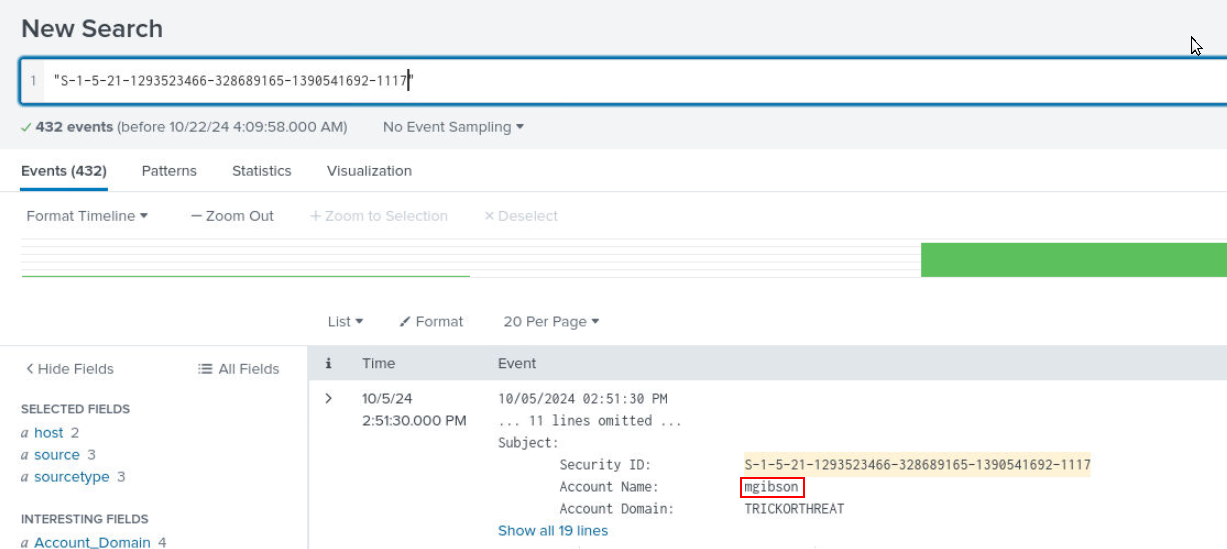 New Search
1 "S-1-5-21-1293523466-328689165-1390541692-1117"
432 events (before 10/22/24 4:09:58.000 AM) No Event Sampling
Events (432) Patterns Statistics Visualization
Format Timeline — Zoom Out + Zoom to Selection × Deselect
List Format 20 Per Page
< Hide Fields All Fields
i Time Event
SELECTED FIELDS
a host 2
a source 3
a sourcetype 3
INTERESTING FIELDS
a Account_Domain 4
> 10/5/24
2:51:30.000 PM
10/05/2024 02:51:30 PM
... 11 lines omitted ...
Subject:
Security ID: S-1-5-21-1293523466-328689165-1390541692-1117
Account Name: mgibson
Account Domain: TRICKORTHREAT
Show all 19 lines